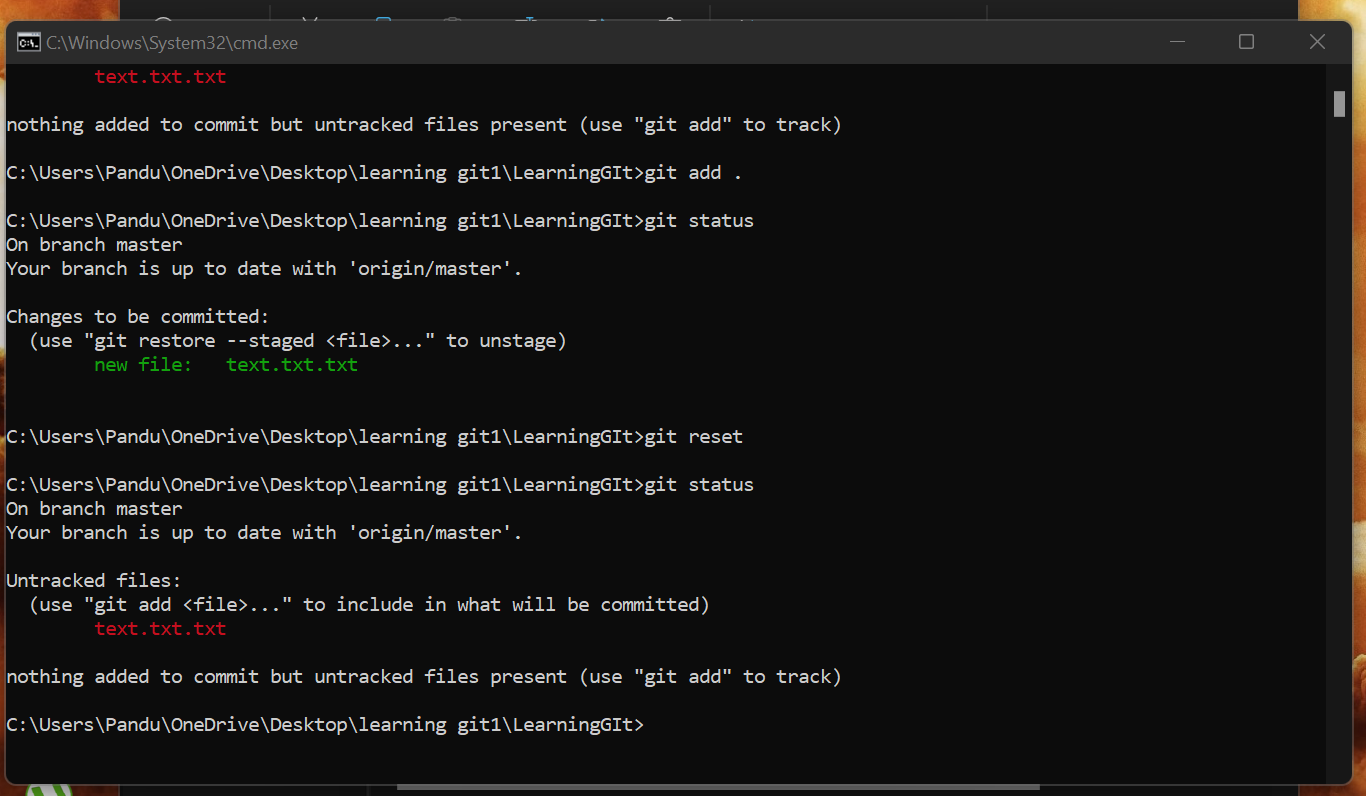 C:\Windows\System32\cmd.exe
text.txt.txt
nothing added to commit but untracked files present (use "git add" to track)
C:\Users\Pandu\OneDrive\Desktop\learning git1\LearningGIt>git add .
C:\Users\Pandu\OneDrive\Desktop\learning git1\LearningGIt>git status
On branch master
Your branch is up to date with 'origin/master'.
Changes to be committed:
(use "git restore --staged <file>..." to unstage)
new file:   text.txt.txt
C:\Users\Pandu\OneDrive\Desktop\learning git1\LearningGIt>git reset
C:\Users\Pandu\OneDrive\Desktop\learning git1\LearningGIt>git status
On branch master
Your branch is up to date with 'origin/master'.
Untracked files:
(use "git add <file>..." to include in what will be committed)
text.txt.txt
nothing added to commit but untracked files present (use "git add" to track)
C:\Users\Pandu\OneDrive\Desktop\learning git1\LearningGIt>